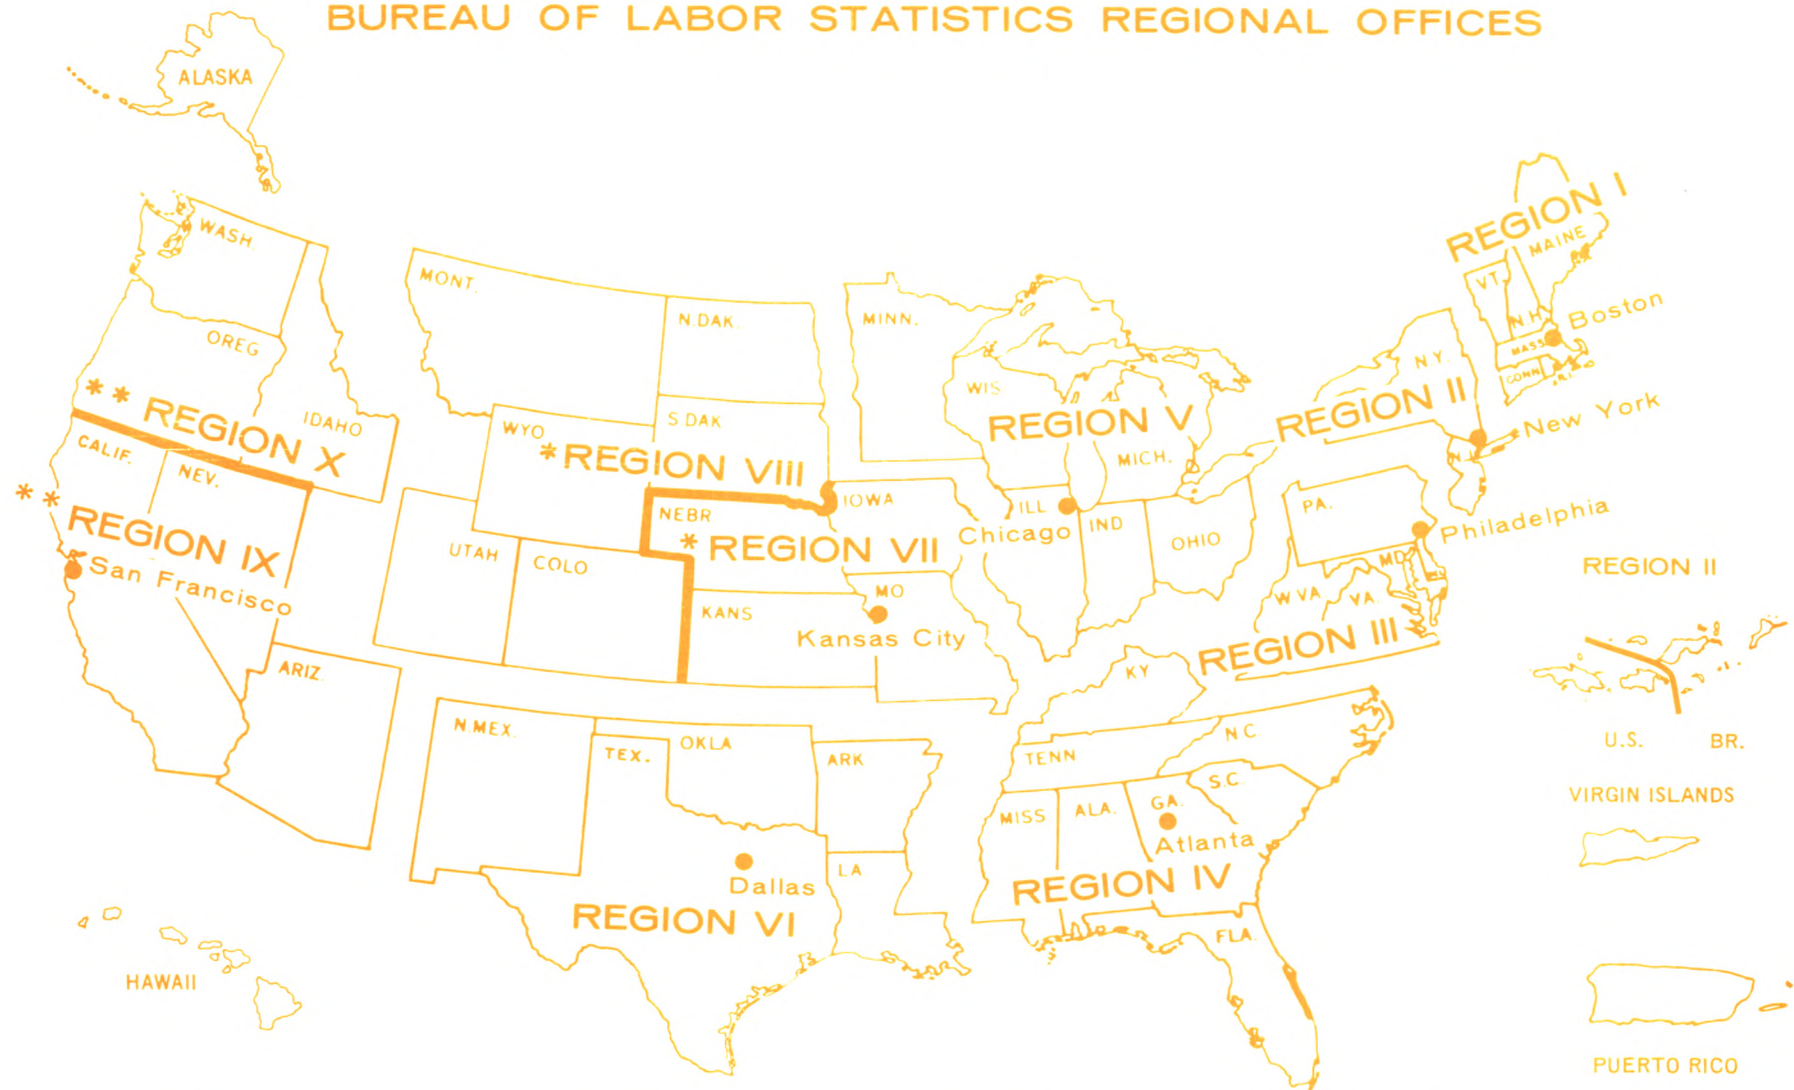 BUREAU OF LABOR STATISTICS REGIONAL OFFICES
ALASKA
WASH
OREG
IDAHO
** REGION X
MONT.
N.DAK.
S.DAK
WYO
*REGION VIII
UTAH
COLO
CALIF.
NEV.
** REGION IX
San Francisco
ARIZ.
NEBR
IOWA
* REGION VII
KANS
MO
Kansas City
MINN.
WIS
REGION V
MICH.
ILL
Chicago
IND
OHIO
REGION I
MAINE
VT.
N.H.
Boston
MASS
CONN
R.I.
N.Y.
REGION II
New York
N.J.
PA.
Philadelphia
MD
W VA
VA.
REGION III
KY
TENN
N C
S.C.
MISS
ALA.
GA.
Atlanta
REGION IV
FLA.
N.MEX.
TEX.
OKLA
ARK
LA
Dallas
REGION VI
HAWAII
REGION II
U.S. BR.
VIRGIN ISLANDS
PUERTO RICO